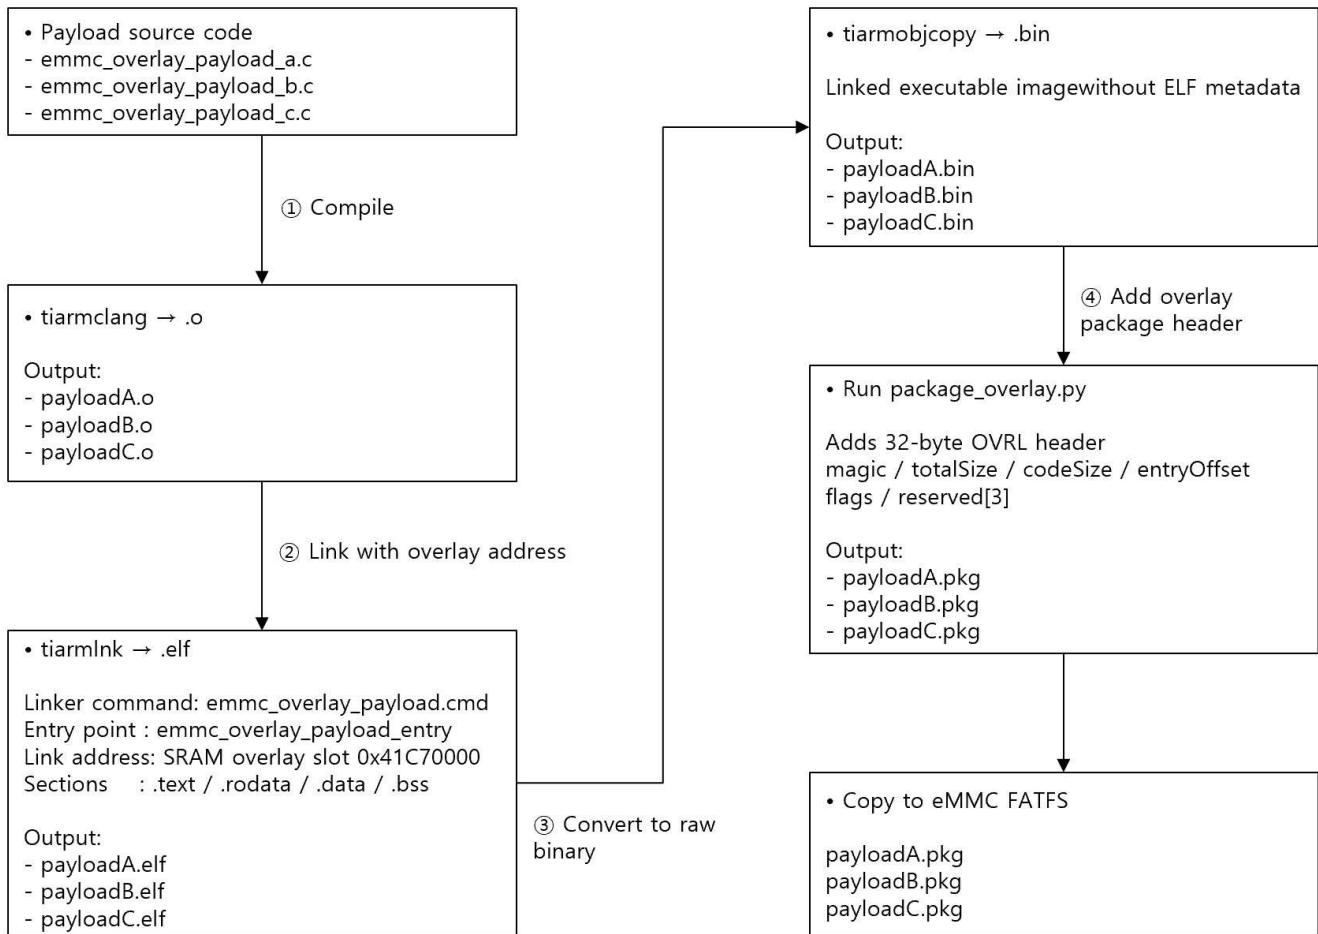 • Payload source code
- emmc_overlay_payload_a.c
- emmc_overlay_payload_b.c
- emmc_overlay_payload_c.c
① Compile
• tiarmclang → .o
Output:
- payloadA.o
- payloadB.o
- payloadC.o
② Link with overlay address
• tiarmlnk → .elf
Linker command: emmc_overlay_payload.cmd
Entry point : emmc_overlay_payload_entry
Link address: SRAM overlay slot 0x41C70000
Sections : .text / .rodata / .data / .bss
Output:
- payloadA.elf
- payloadB.elf
- payloadC.elf
③ Convert to raw
binary
• tiarmobjcopy → .bin
Linked executable imagewithout ELF metadata
Output:
- payloadA.bin
- payloadB.bin
- payloadC.bin
④ Add overlay
package header
• Run package_overlay.py
Adds 32-byte OVRL header
magic / totalSize / codeSize / entryOffset
flags / reserved[3]
Output:
- payloadA.pkg
- payloadB.pkg
- payloadC.pkg
• Copy to eMMC FATFS
payloadA.pkg
payloadB.pkg
payloadC.pkg